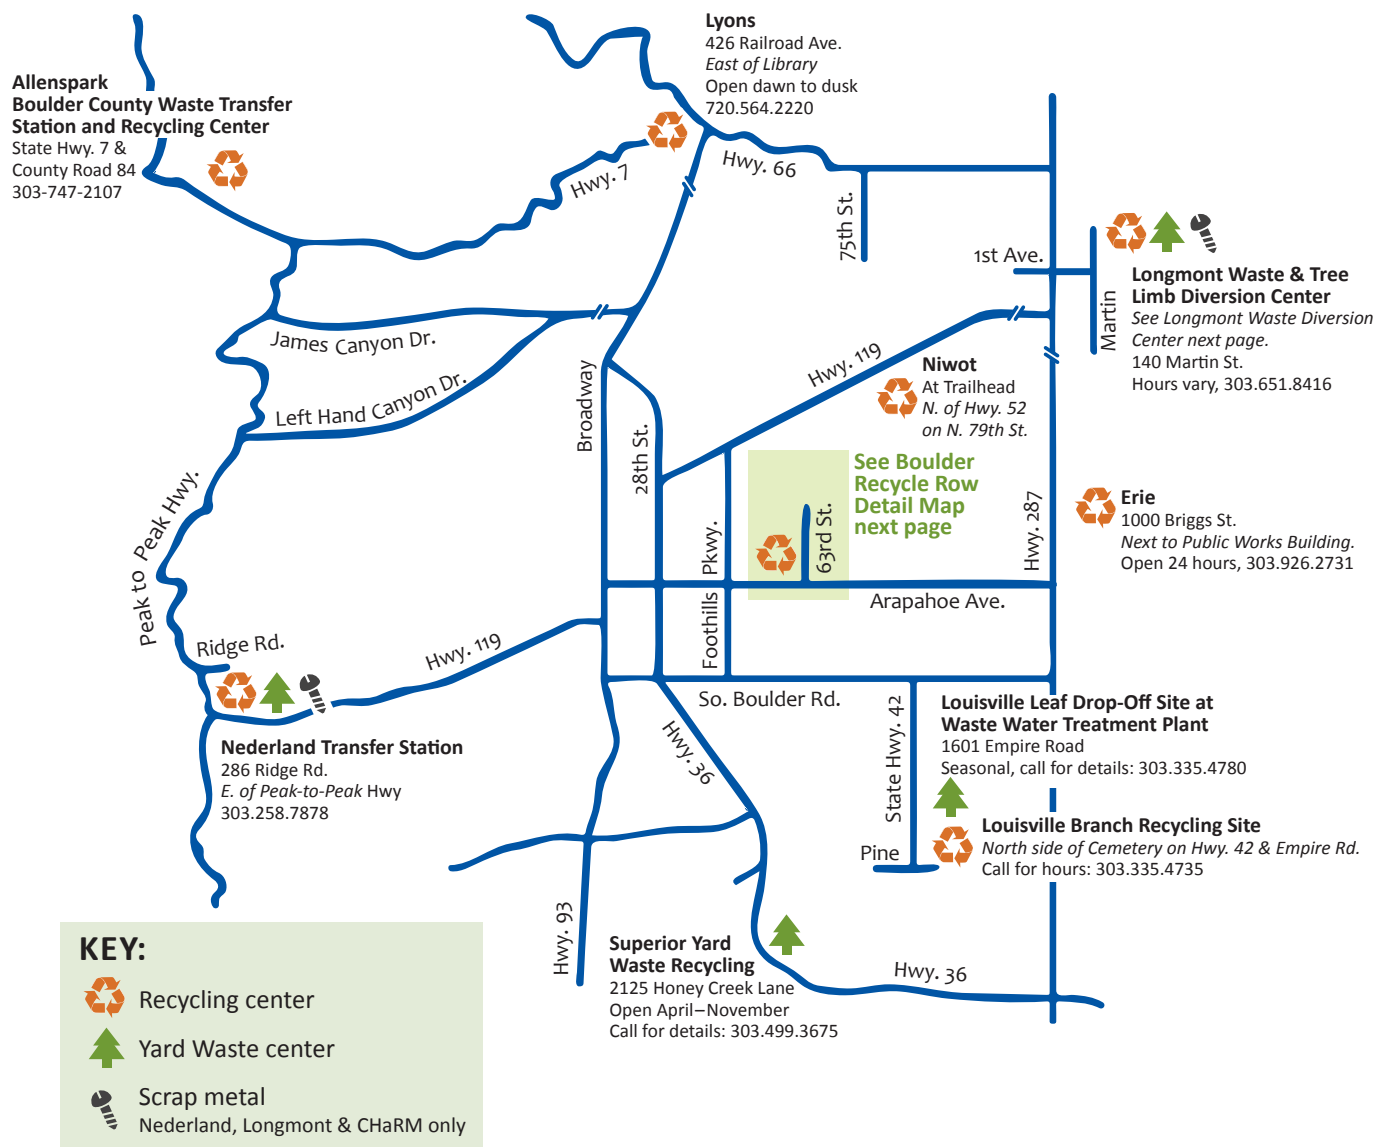 Lyons
426 Railroad Ave.
East of Library
Open dawn to dusk
720.564.2220
Allenspark
Boulder County Waste Transfer
Station and Recycling Center
State Hwy. 7 &
County Road 84
303-747-2107
Hwy. 7
Hwy. 66
75th St.
1st Ave.
Martin
Longmont Waste & Tree
Limb Diversion Center
See Longmont Waste Diversion
Center next page.
140 Martin St.
Hours vary, 303.651.8416
James Canyon Dr.
Left Hand Canyon Dr.
Broadway
28th St.
Hwy. 119
Niwot
At Trailhead
N. of Hwy. 52
on N. 79th St.
See Boulder
Recycle Row
Detail Map
next page
63rd St.
Hwy. 287
Erie
1000 Briggs St.
Next to Public Works Building.
Open 24 hours, 303.926.2731
Peak to Peak Hwy.
Foothills Pkwy.
Arapahoe Ave.
Ridge Rd.
Hwy. 119
So. Boulder Rd.
Nederland Transfer Station
286 Ridge Rd.
E. of Peak-to-Peak Hwy
303.258.7878
Hwy. 36
State Hwy. 42
Louisville Leaf Drop-Off Site at
Waste Water Treatment Plant
1601 Empire Road
Seasonal, call for details: 303.335.4780
Louisville Branch Recycling Site
North side of Cemetery on Hwy. 42 & Empire Rd.
Call for hours: 303.335.4735
Pine
Hwy. 93
Superior Yard
Waste Recycling
2125 Honey Creek Lane
Open April–November
Call for details: 303.499.3675
Hwy. 36
KEY:
Recycling center
Yard Waste center
Scrap metal
Nederland, Longmont & CHaRM only